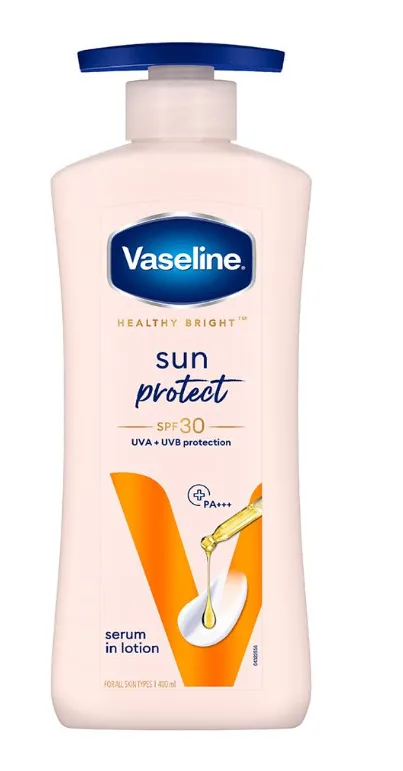 Vaseline®
HEALTHY BRIGHT™
sun
protect
SPF30
UVA + UVB protection
PA+++
serum
in lotion
FOR ALL SKIN TYPES | 400 ml